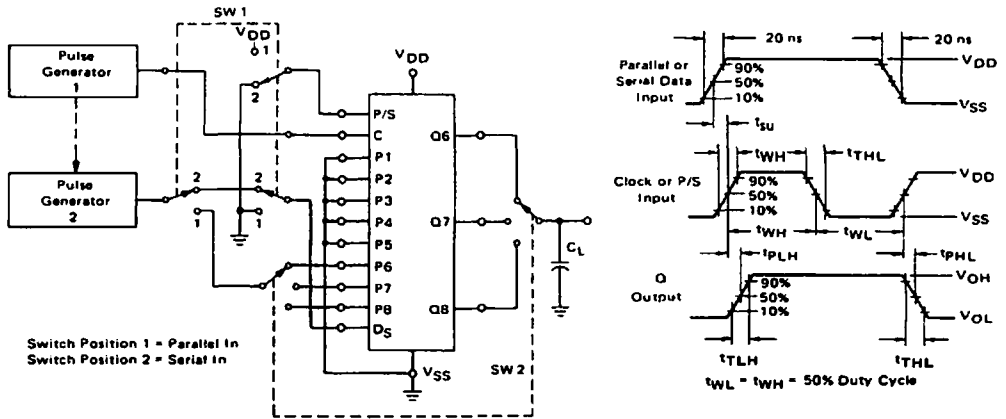 SW 1
VDD
1
2
VDD
Pulse
Generator
1
Pulse
Generator
2
2
2
1
1
P/S
C
P1
P2
P3
P4
P5
P6
P7
P8
DS
Q6
Q7
Q8
CL
VSS
SW 2
Switch Position 1 = Parallel In
Switch Position 2 = Serial In
20 ns
20 ns
Parallel or
Serial Data
Input
90%
50%
10%
VDD
VSS
tsu
tWH
tTHL
Clock or P/S
Input
90%
50%
10%
VDD
VSS
tWH
tWL
tPLH
tPHL
Q
Output
90%
50%
10%
VOH
VOL
tTLH
tTHL
tWL = tWH = 50% Duty Cycle